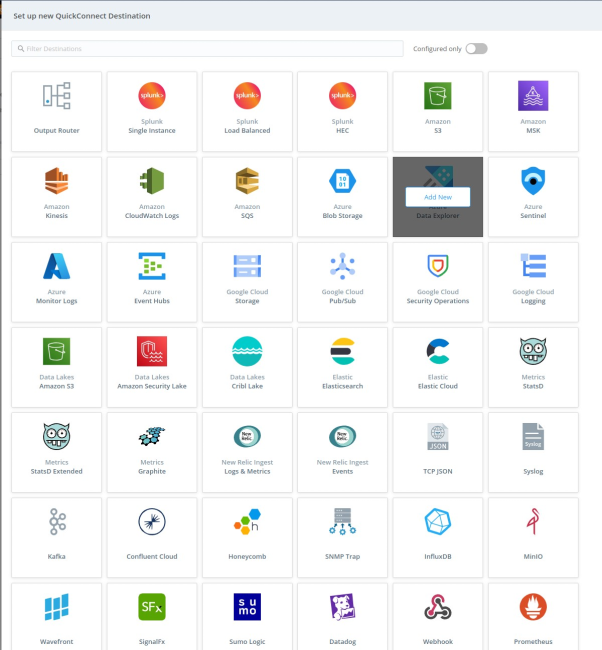 Set up new QuickConnect Destination
Filter Destinations
Configured only
Output Router
splunk>
Splunk
Single Instance
splunk>
Splunk
Load Balanced
splunk>
Splunk
HEC
Amazon
S3
Amazon
MSK
Amazon
Kinesis
Amazon
CloudWatch Logs
Amazon
SQS
10
01
Azure
Blob Storage
Add New
Azure
Data Explorer
Azure
Sentinel
Azure
Monitor Logs
Azure
Event Hubs
Google Cloud
Storage
Google Cloud
Pub/Sub
Google Cloud
Security Operations
Google Cloud
Logging
Data Lakes
Amazon S3
Data Lakes
Amazon Security Lake
Data Lakes
Cribl Lake
Elastic
Elasticsearch
Elastic
Elastic Cloud
Metrics
StatsD
Metrics
StatsD Extended
Metrics
Graphite
New
Relic
New Relic Ingest
Logs & Metrics
New
Relic
New Relic Ingest
Events
JSON
TCP JSON
Syslog
Syslog
Kafka
Confluent Cloud
h
Honeycomb
SNMP Trap
InfluxDB
MinIO
Wavefront
SFx
SignalFx
su
mo
Sumo Logic
Datadog
Webhook
Prometheus